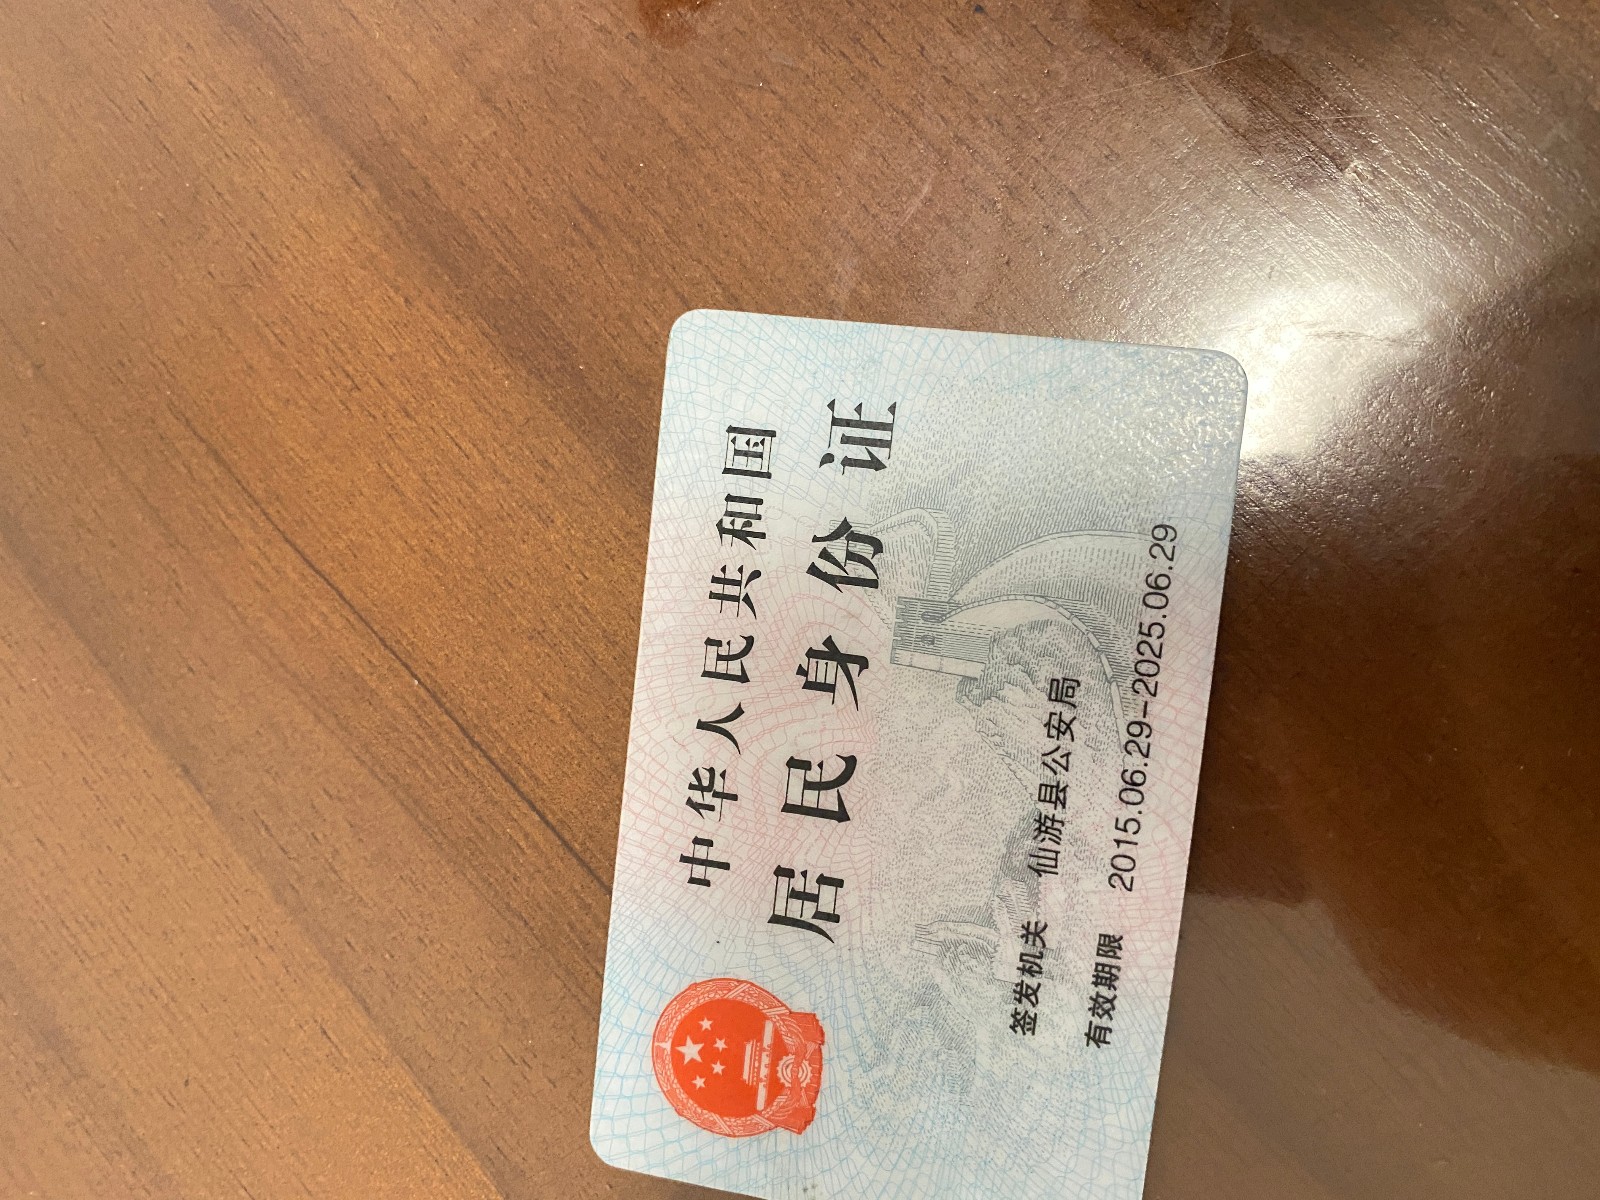 中华人民共和国
居民身份证
签发机关 仙游县公安局
有效期限 2015.06.29-2025.06.29